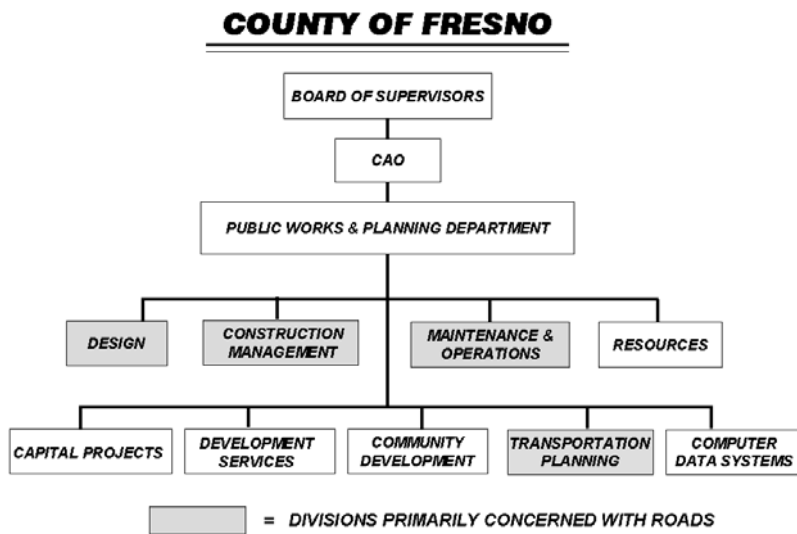 COUNTY OF FRESNO
BOARD OF SUPERVISORS
CAO
PUBLIC WORKS & PLANNING DEPARTMENT
DESIGN
CONSTRUCTION
MANAGEMENT
MAINTENANCE &
OPERATIONS
RESOURCES
CAPITAL PROJECTS
DEVELOPMENT
SERVICES
COMMUNITY
DEVELOPMENT
TRANSPORTATION
PLANNING
COMPUTER
DATA SYSTEMS
= DIVISIONS PRIMARILY CONCERNED WITH ROADS